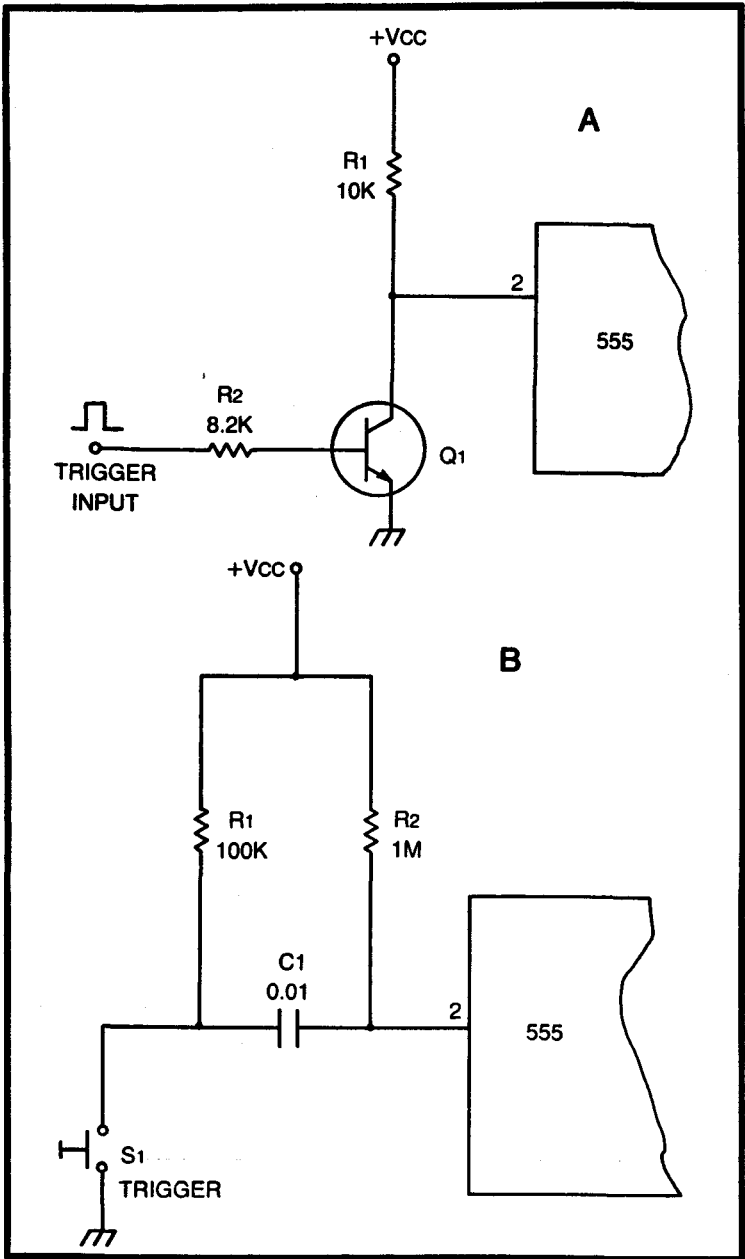 +VCC
A
R1
10K
2
555
R2
8.2K
Q1
TRIGGER
INPUT
+VCC
B
R1
100K
R2
1M
C1
0.01
2
555
S1
TRIGGER